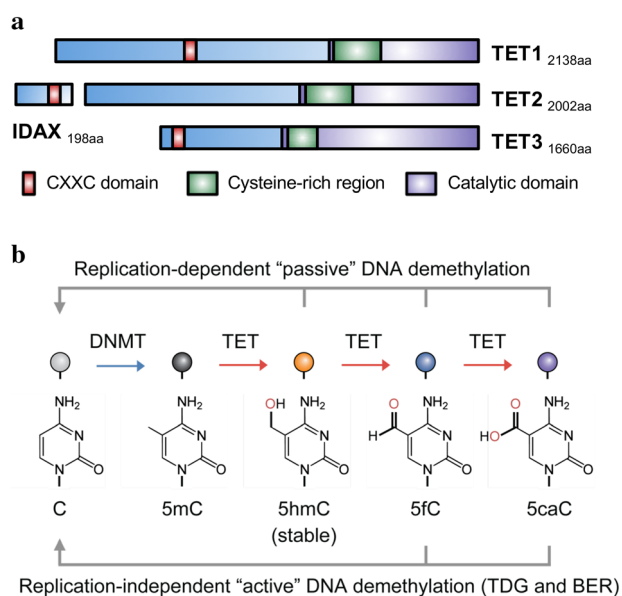 a
TET1 2138aa
TET2 2002aa
IDAX 198aa
TET3 1660aa
CXXC domain Cysteine-rich region Catalytic domain
b
Replication-dependent “passive” DNA demethylation
DNMT TET TET TET
NH₂ NH₂ OH NH₂ O NH₂ O NH₂
N N N H N HO N
N O N O N O N O N O
C 5mC 5hmC 5fC 5caC
(stable)
Replication-independent “active” DNA demethylation (TDG and BER)